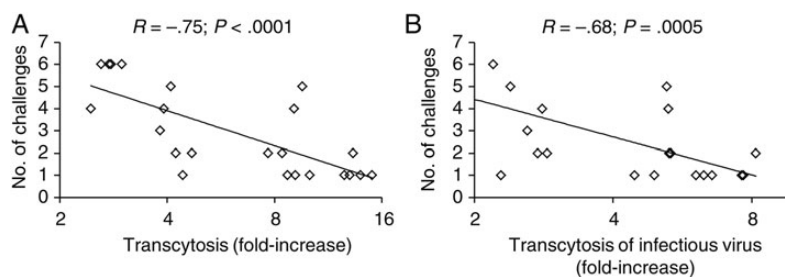 A
R = –.75; P < .0001
No. of challenges
7
6
5
4
3
2
1
0
2
4
8
16
Transcytosis (fold-increase)
B
R = –.68; P = .0005
No. of challenges
7
6
5
4
3
2
1
0
2
4
8
Transcytosis of infectious virus
(fold-increase)